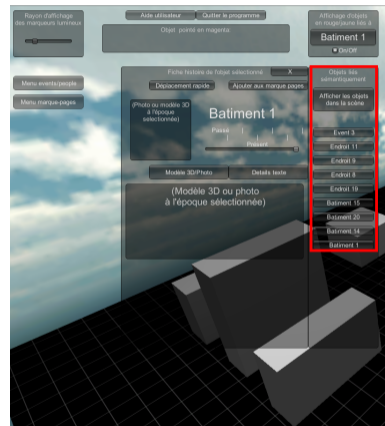 Rayon d'affichage
des marqueurs lumineux
Aide utilisateur
Quitter le programme
Objet pointé en magenta
Affichage d'objets
en rouge/jaune liés à
Batiment 1
On/Off
Menu events/people
Menu marque-pages
Fiche histoire de l'objet sélectionné
X
Déplacement rapide
Ajouter aux marque pages
(Photo ou modèle 3D
à l'époque
selectionnée)
Batiment 1
Passé
Présent
Modèle 3D/Photo
Details texte
(Modèle 3D ou photo
à l'époque sélectionnée)
Objets liés
sémantiquement
Afficher les objets
dans la scène
Event 3
Endroit 11
Endroit 9
Endroit 8
Endroit 19
Batiment 15
Batiment 20
Batiment 14
Batiment 1